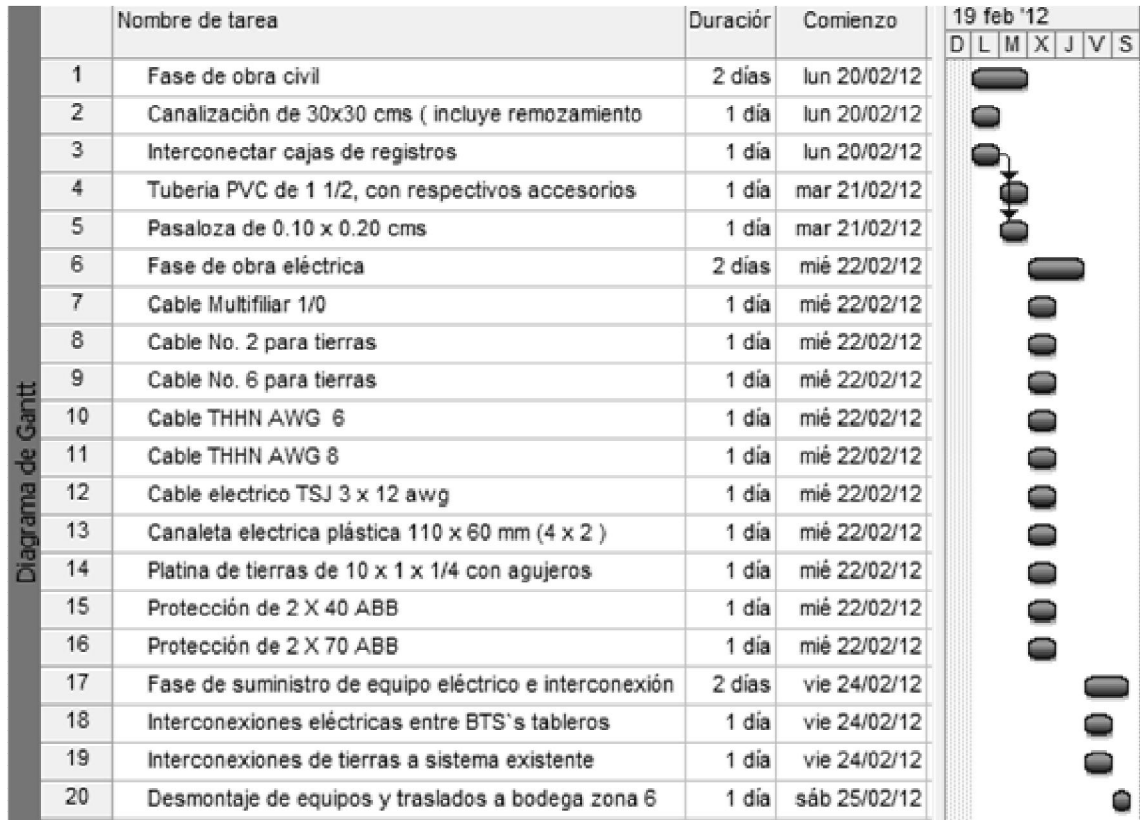 Nombre de tarea Duración Comienzo 19 feb '12
D L M X J V S
1 Fase de obra civil 2 días lun 20/02/12
2 Canalizaciòn de 30x30 cms ( incluye remozamiento 1 día lun 20/02/12
3 Interconectar cajas de registros 1 día lun 20/02/12
4 Tuberia PVC de 1 1/2, con respectivos accesorios 1 día mar 21/02/12
5 Pasaloza de 0.10 x 0.20 cms 1 día mar 21/02/12
6 Fase de obra eléctrica 2 días mié 22/02/12
7 Cable Multifiliar 1/0 1 día mié 22/02/12
8 Cable No. 2 para tierras 1 día mié 22/02/12
9 Cable No. 6 para tierras 1 día mié 22/02/12
10 Cable THHN AWG 6 1 día mié 22/02/12
11 Cable THHN AWG 8 1 día mié 22/02/12
12 Cable electrico TSJ 3 x 12 awg 1 día mié 22/02/12
13 Canaleta electrica plástica 110 x 60 mm (4 x 2 ) 1 día mié 22/02/12
14 Platina de tierras de 10 x 1 x 1/4 con agujeros 1 día mié 22/02/12
15 Protección de 2 X 40 ABB 1 día mié 22/02/12
16 Protección de 2 X 70 ABB 1 día mié 22/02/12
17 Fase de suministro de equipo eléctrico e interconexión 2 días vie 24/02/12
18 Interconexiones eléctricas entre BTS`s tableros 1 día vie 24/02/12
19 Interconexiones de tierras a sistema existente 1 día vie 24/02/12
20 Desmontaje de equipos y traslados a bodega zona 6 1 día sáb 25/02/12
Diagrama de Gantt